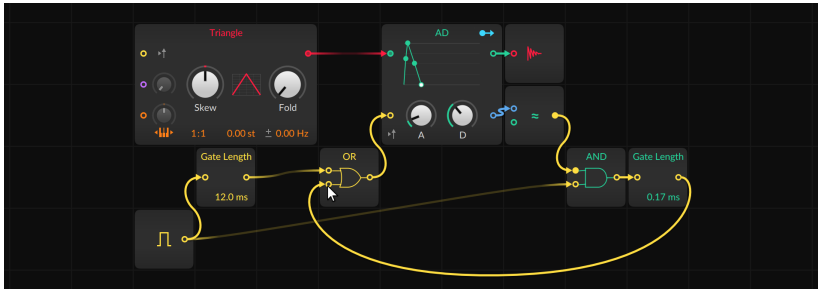 Triangle
AD
Skew
Fold
A
D
1:1
0.00 st
± 0.00 Hz
Gate Length
OR
AND
Gate Length
12.0 ms
0.17 ms